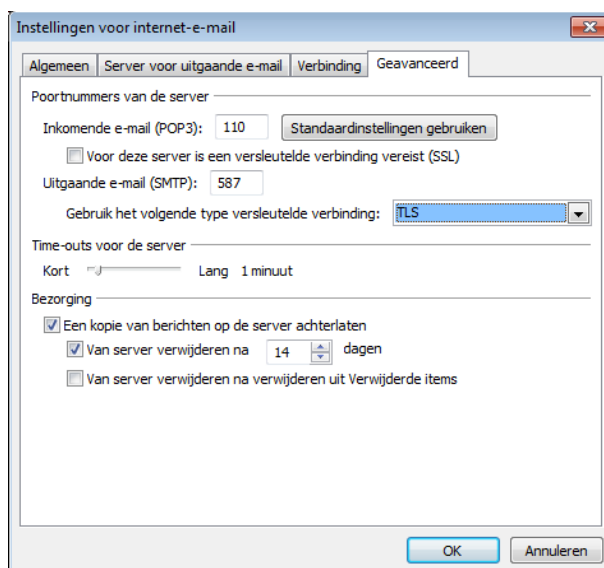 Instellingen voor internet-e-mail
Algemeen Server voor uitgaande e-mail Verbinding Geavanceerd
Poortnummers van de server
Inkomende e-mail (POP3): 110 Standaardinstellingen gebruiken
Voor deze server is een versleutelde verbinding vereist (SSL)
Uitgaande e-mail (SMTP): 587
Gebruik het volgende type versleutelde verbinding: TLS
Time-outs voor de server
Kort Lang 1 minuut
Bezorging
Een kopie van berichten op de server achterlaten
Van server verwijderen na 14 dagen
Van server verwijderen na verwijderen uit Verwijderde items
OK Annuleren